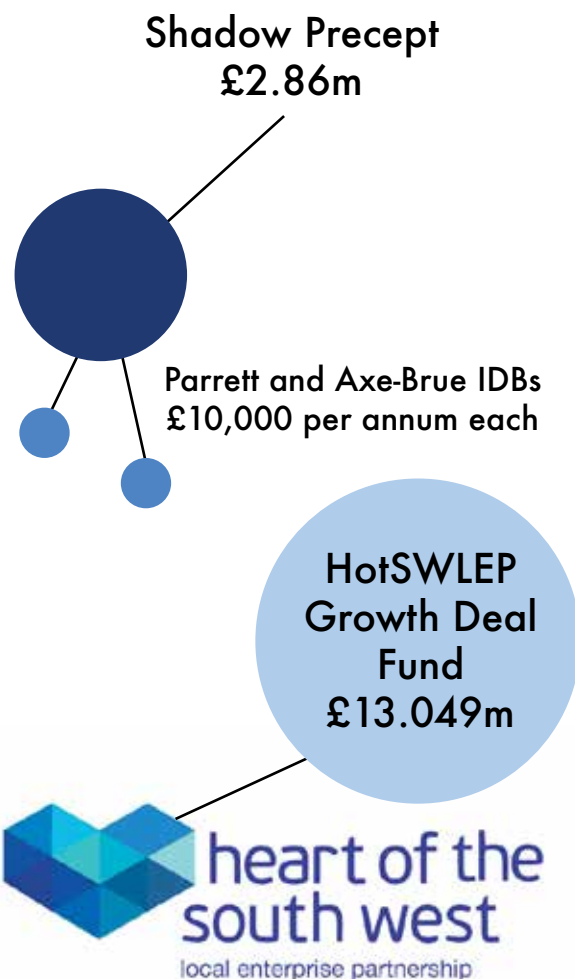 Shadow Precept
£2.86m
Parrett and Axe-Brue IDBs
£10,000 per annum each
HotSWLEP
Growth Deal
Fund
£13.049m
heart of the
south west
local enterprise partnership